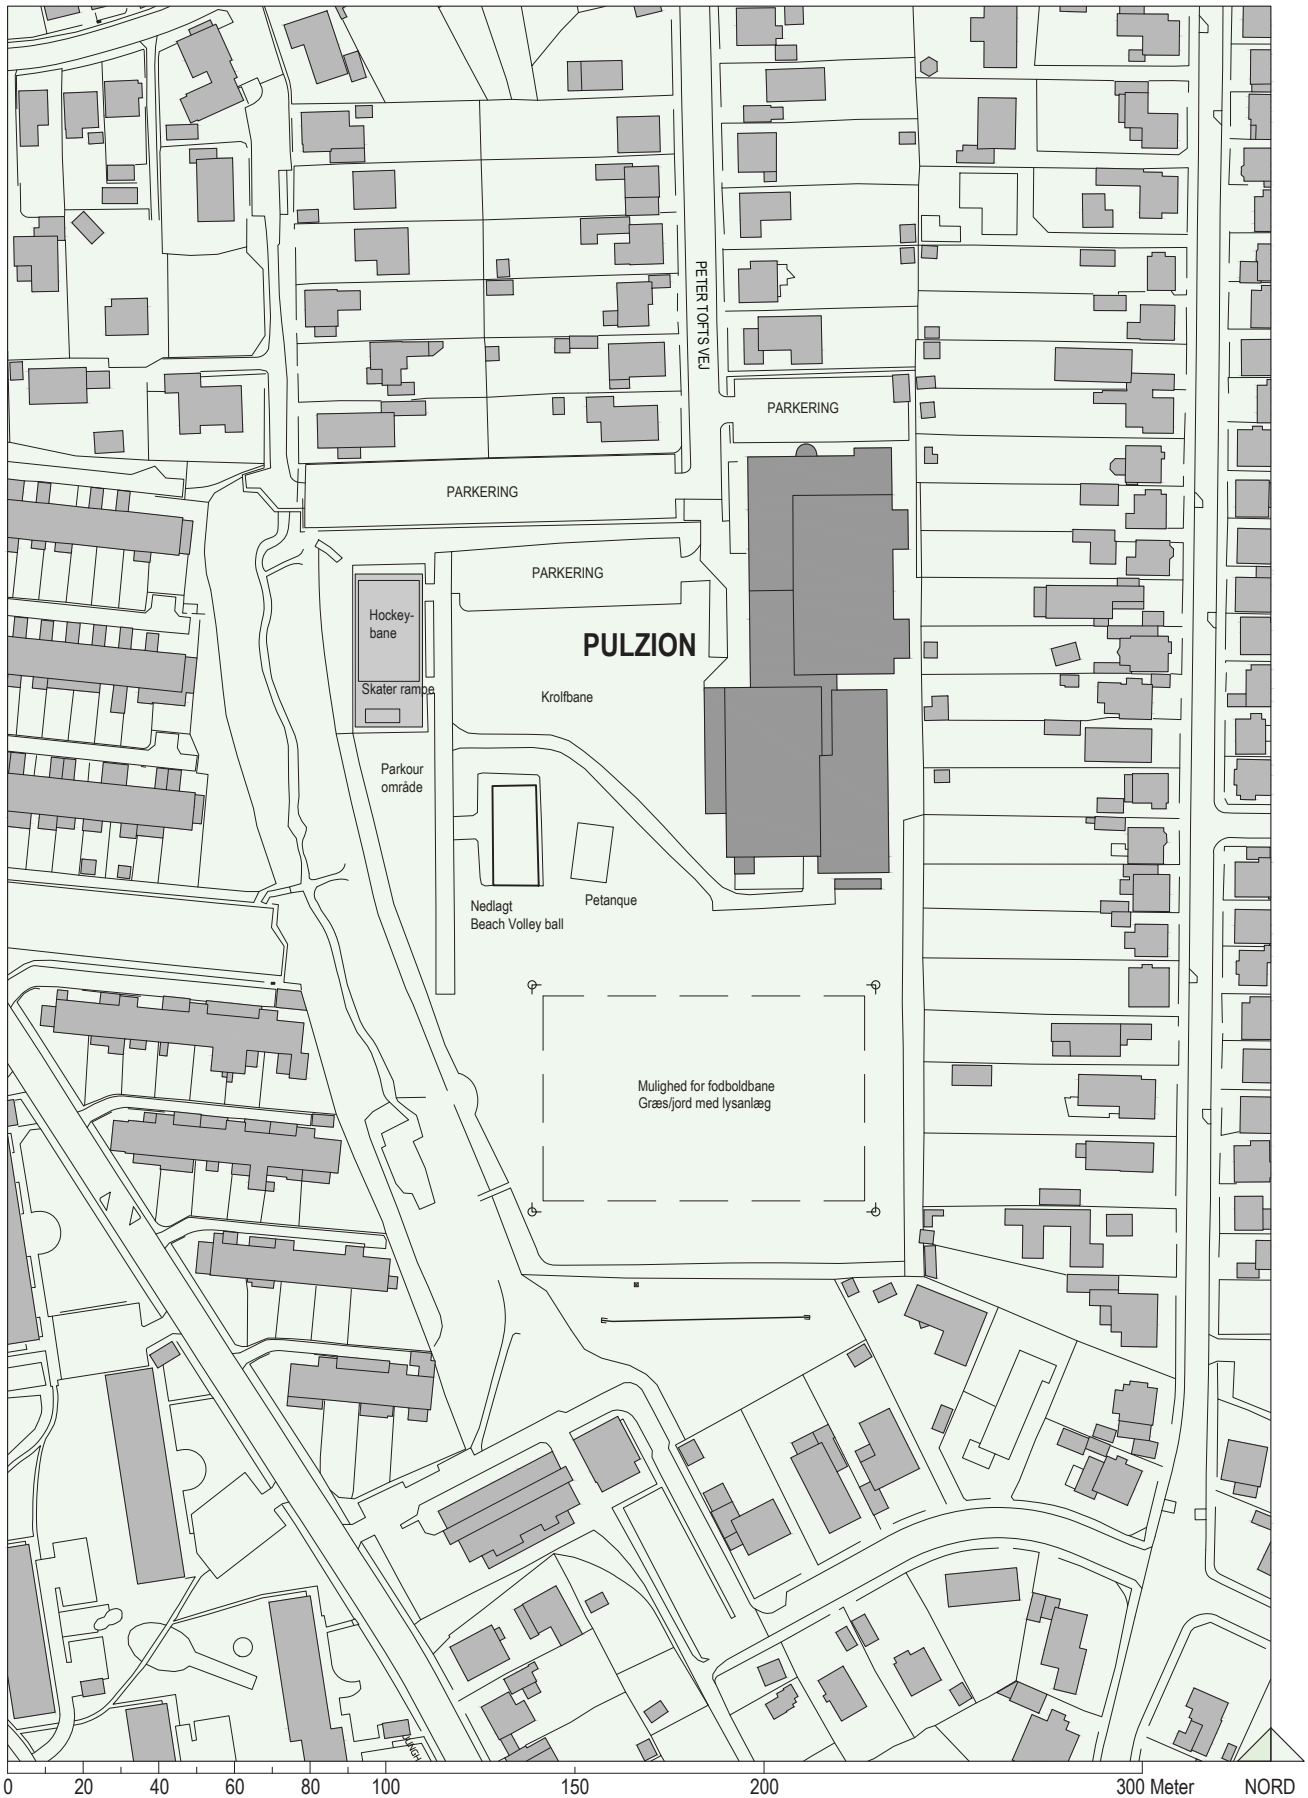 PETER TOFTS VEJ
PARKERING
PARKERING
PARKERING
Hockey-
bane
PULZION
Skater rampe
Krolfbane
Parkour
område
Nedlagt
Beach Volley ball
Petanque
Mulighed for fodboldbane
Græs/jord med lysanlæg
0 20 40 60 80 100 150 200 300 Meter NORD